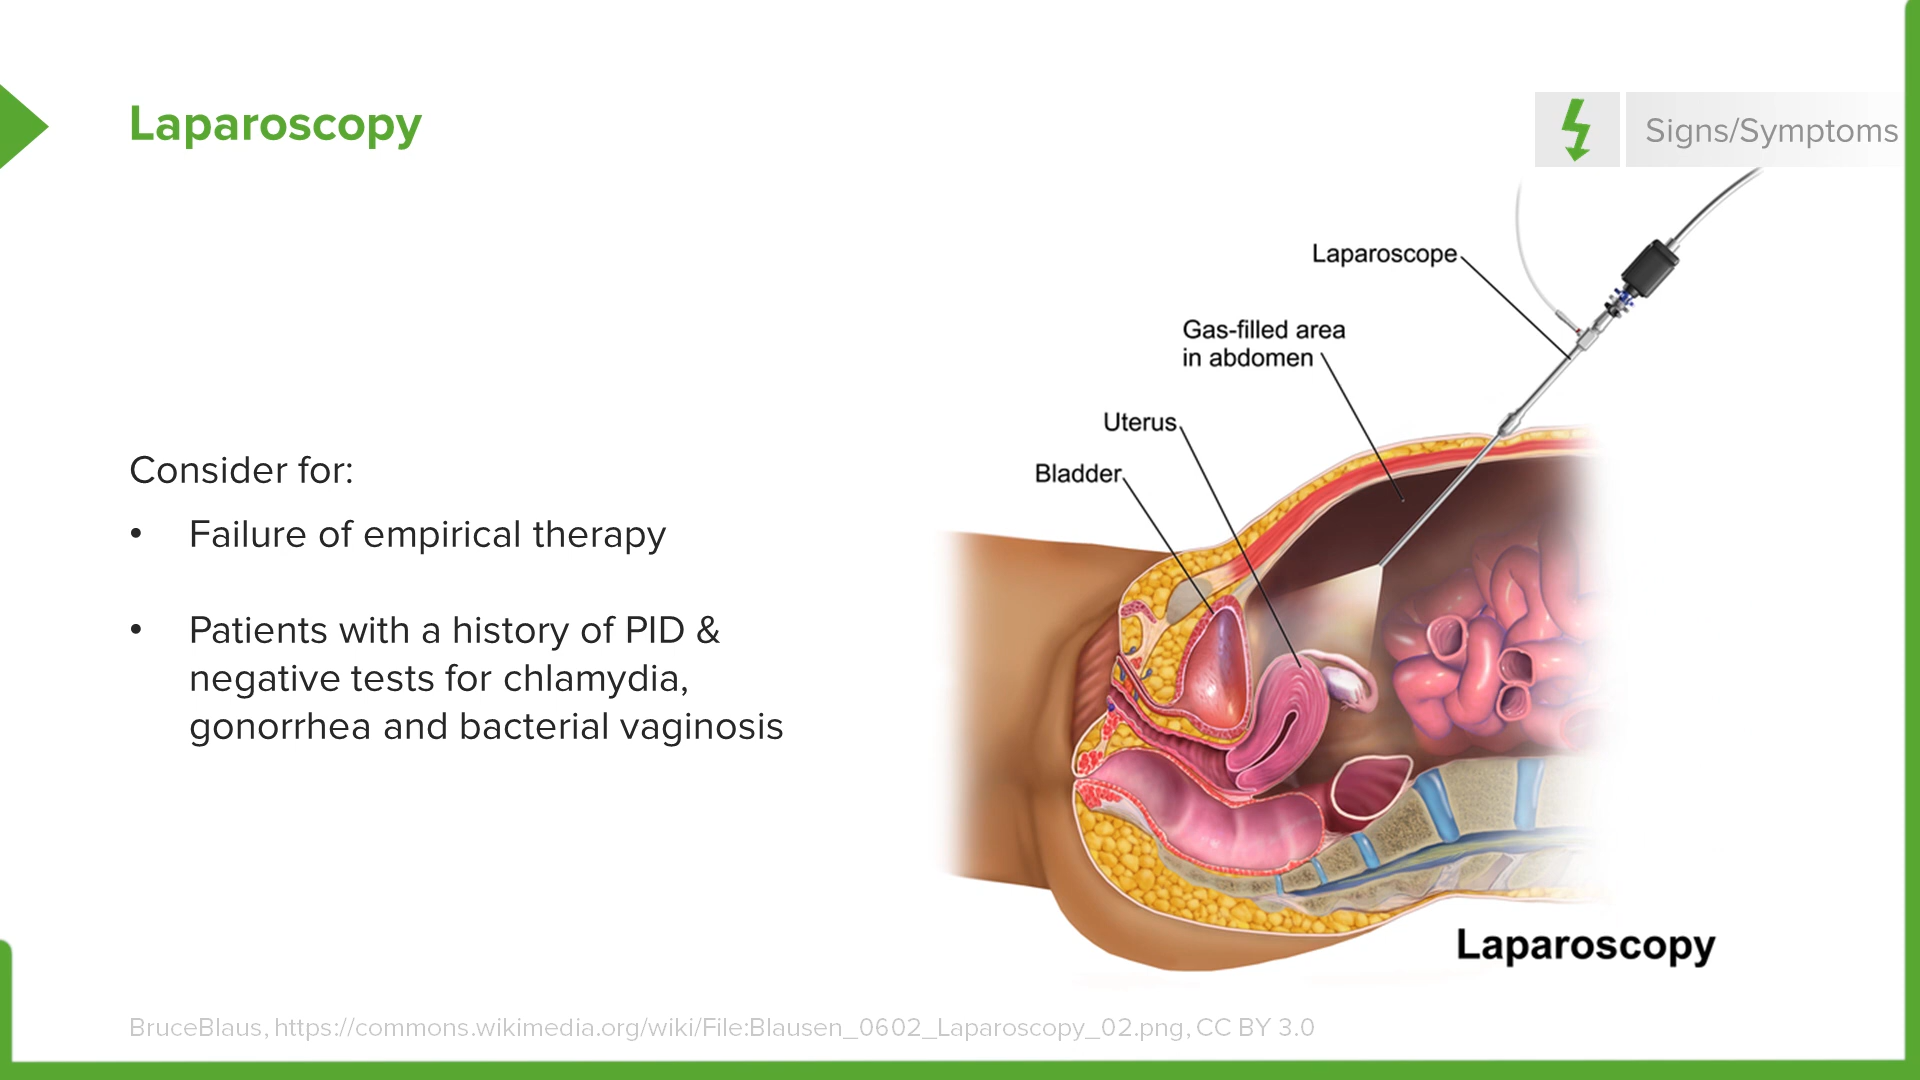 Laparoscopy
Signs/Symptoms
Laparoscope
Gas-filled area
in abdomen
Uterus
Bladder
Consider for:
• Failure of empirical therapy
• Patients with a history of PID &
negative tests for chlamydia,
gonorrhea and bacterial vaginosis
Laparoscopy
BruceBlaus, https://commons.wikimedia.org/wiki/File:Blausen_0602_Laparoscopy_02.png, CC BY 3.0